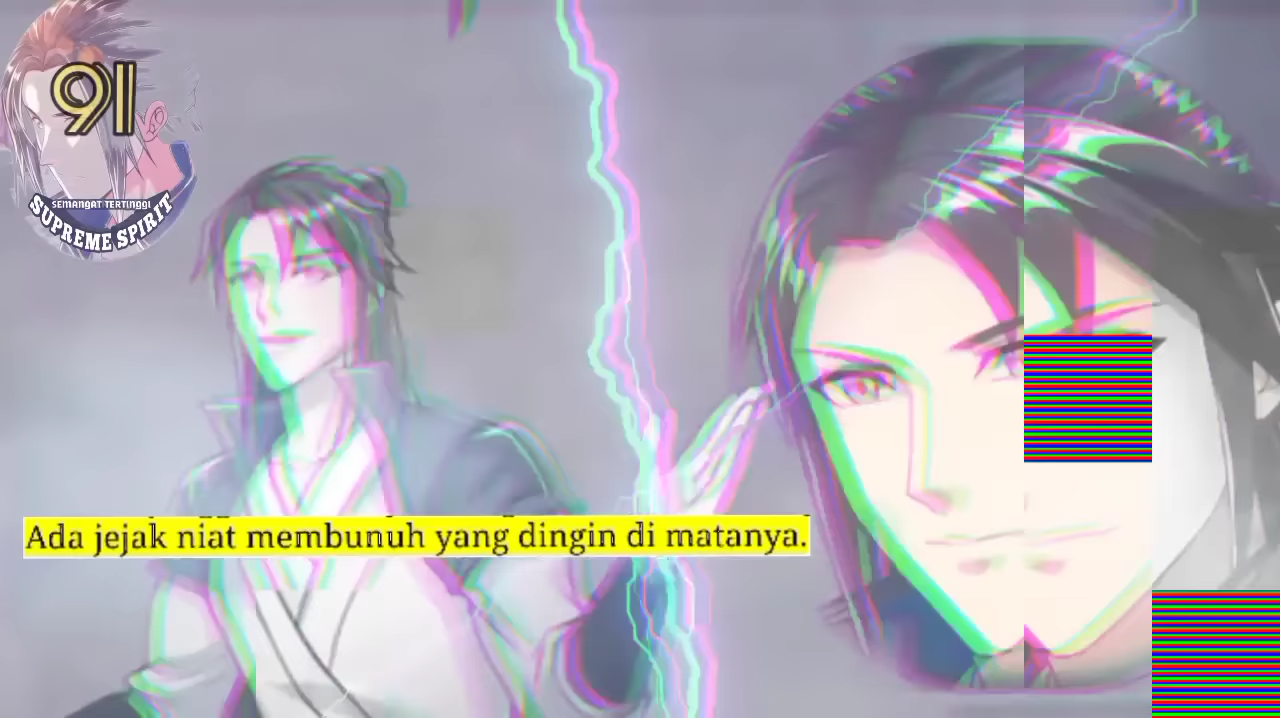 91
SEMANGAT TERTINGGI
SUPREME SPIRIT
Ada jejak niat membunuh yang dingin di matanya.